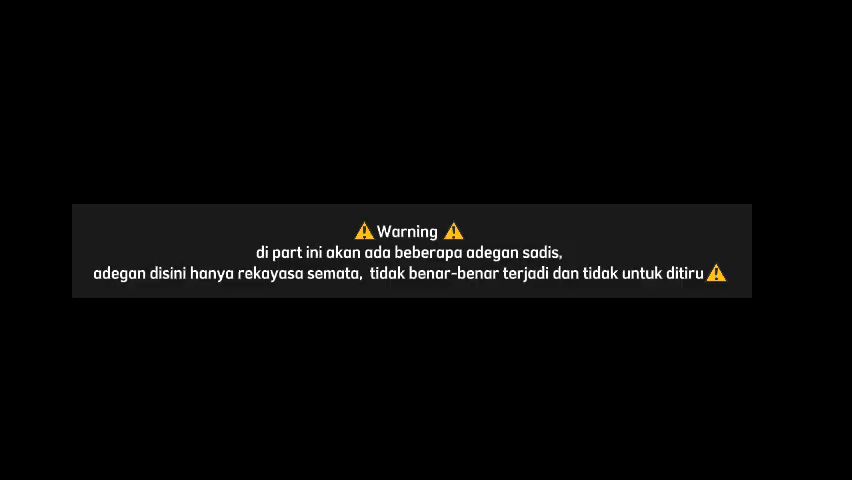 ⚠️Warning ⚠️
di part ini akan ada beberapa adegan sadis,
adegan disini hanya rekayasa semata, tidak benar-benar terjadi dan tidak untuk ditiru⚠️